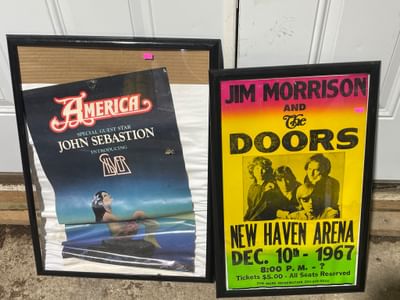 AMERICA
SPECIAL GUEST STAR
JOHN SEBASTIAN
INTRODUCING
RIVER
JIM MORRISON
AND
The
DOORS
NEW HAVEN ARENA
DEC. 10th - 1967
8:00 P. M. - ?
Tickets $5.00 - All Seats Reserved